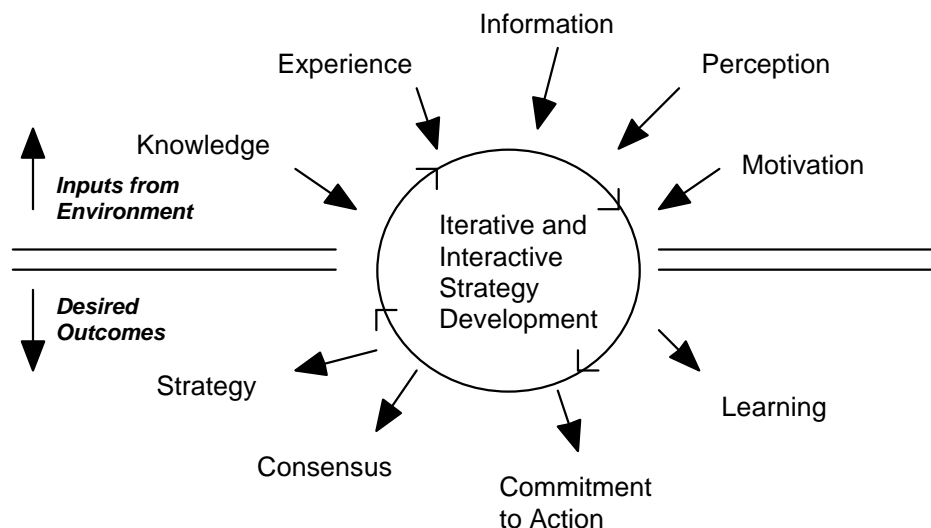 Information
Experience
Perception
Knowledge
Motivation
Inputs from
Environment
Iterative and
Interactive
Strategy
Development
Desired
Outcomes
Strategy
Learning
Consensus
Commitment
to Action